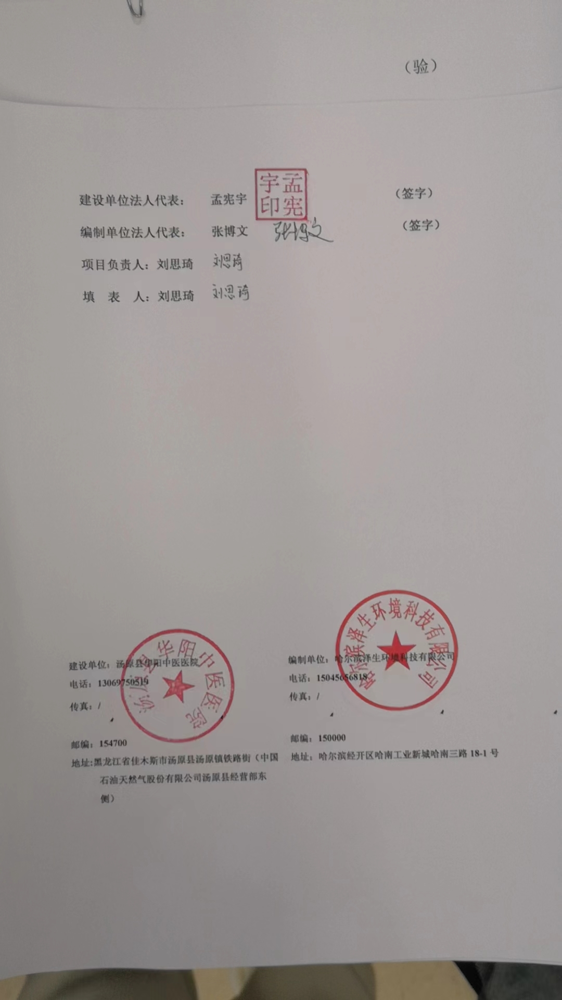 （验）
建设单位法人代表： 孟宪宇 （签字）
孟宪宇印
编制单位法人代表： 张博文 张博文 （签字）
项目负责人：刘思琦 刘思琦
填 表 人：刘思琦 刘思琦
建设单位：汤原县华阳中医医院
电话：13069750519
传真：/
邮编：154700
地址:黑龙江省佳木斯市汤原县汤原镇铁路街（中国
石油天然气股份有限公司汤原县经营部东
侧）
汤原县华阳中医医院
编制单位：哈尔滨泽生环境科技有限公司
电话：15045656818
传真：/
邮编：150000
地址：哈尔滨经开区哈南工业新城哈南三路 18-1 号
哈尔滨泽生环境科技有限公司